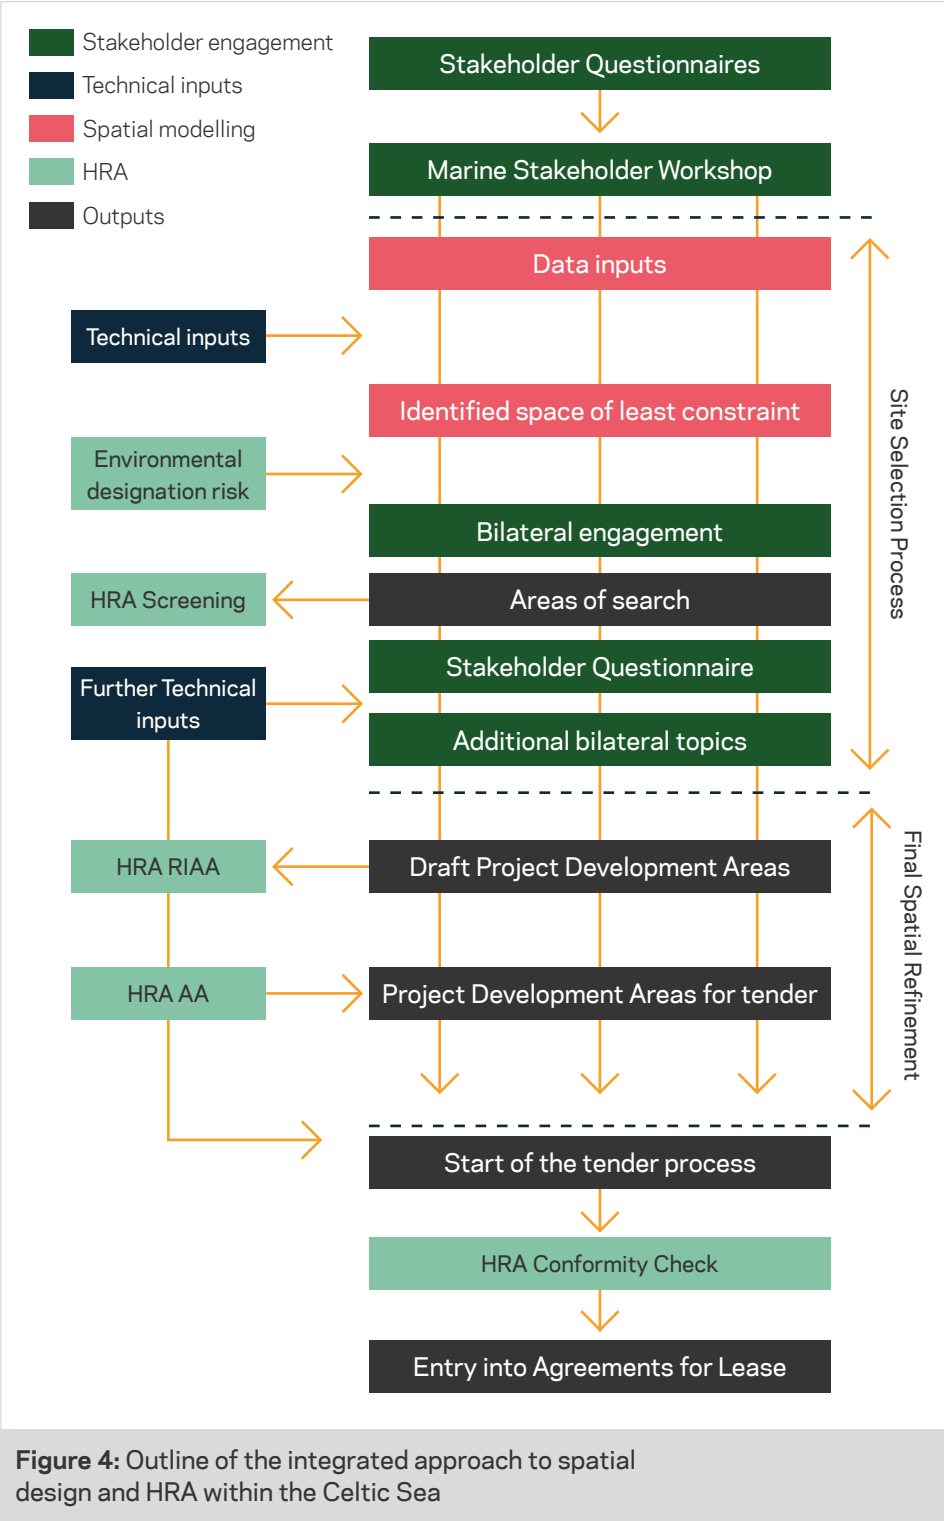 Stakeholder engagement
Technical inputs
Spatial modelling
HRA
Outputs
Stakeholder Questionnaires
Marine Stakeholder Workshop
Data inputs
Technical inputs
Identified space of least constraint
Environmental
designation risk
Bilateral engagement
HRA Screening
Areas of search
Stakeholder Questionnaire
Further Technical
inputs
Additional bilateral topics
Site Selection Process
HRA RIAA
Draft Project Development Areas
HRA AA
Project Development Areas for tender
Final Spatial Refinement
Start of the tender process
HRA Conformity Check
Entry into Agreements for Lease
Figure 4: Outline of the integrated approach to spatial
design and HRA within the Celtic Sea